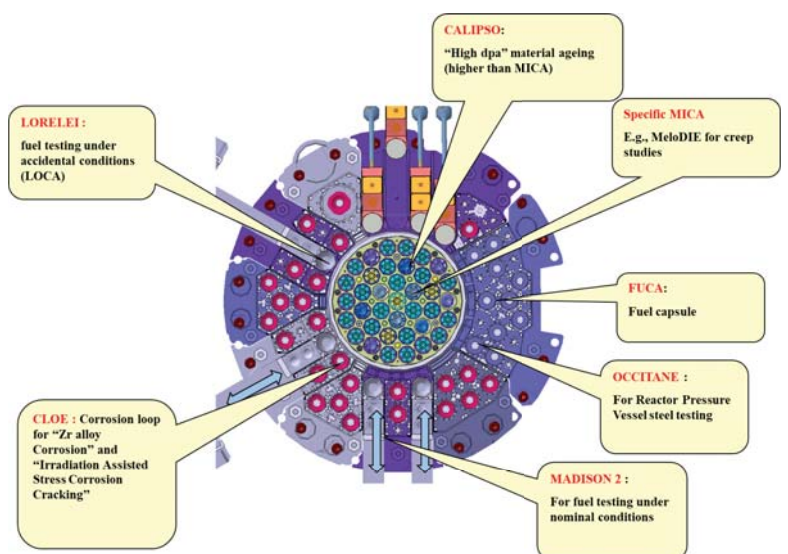 CALIPSO:
“High dpa” material ageing
(higher than MICA)
LORELEI :
fuel testing under
accidental conditions
(LOCA)
Specific MICA
E.g., MeloDIE for creep
studies
FUCA:
Fuel capsule
OCCITANE :
For Reactor Pressure
Vessel steel testing
CLOE : Corrosion loop
for “Zr alloy
Corrosion” and
“Irradiation Assisted
Stress Corrosion
Cracking”
MADISON 2 :
For fuel testing under
nominal conditions